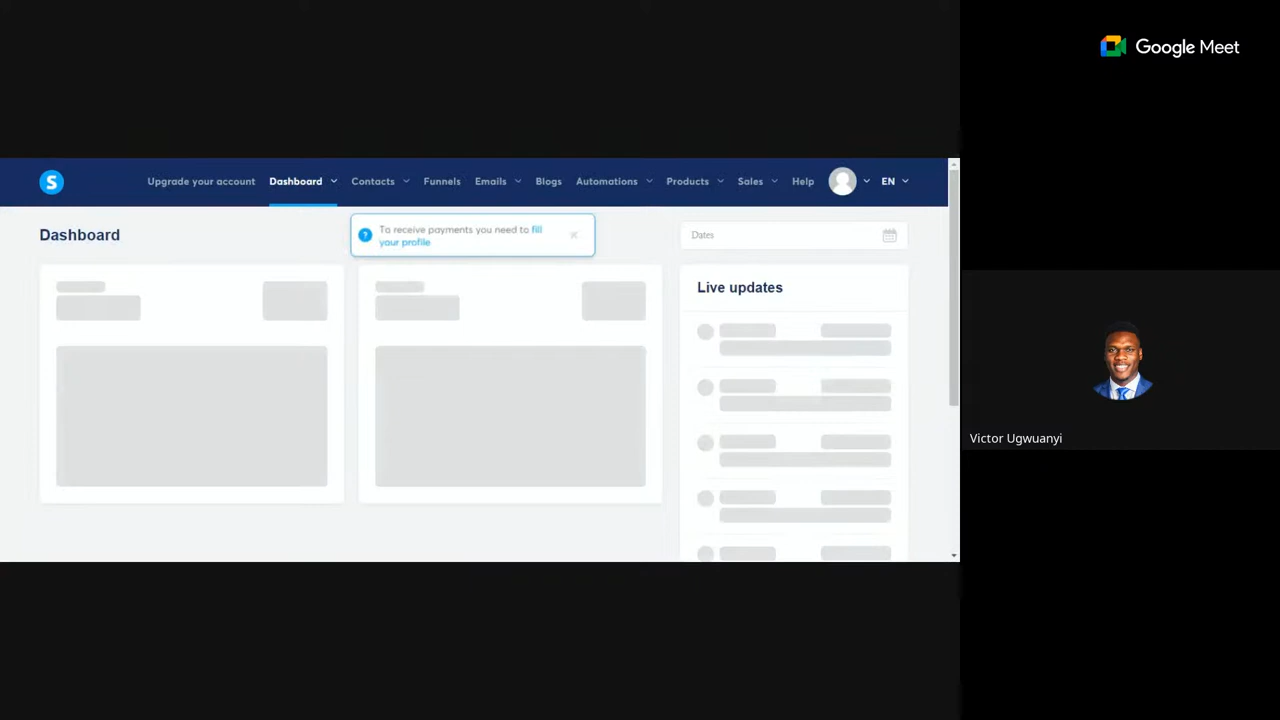 Google Meet
S
Upgrade your account Dashboard Contacts Funnels Emails Blogs Automations Products Sales Help EN
Dashboard
To receive payments you need to fill
your profile
Dates
Live updates
Victor Ugwuanyi